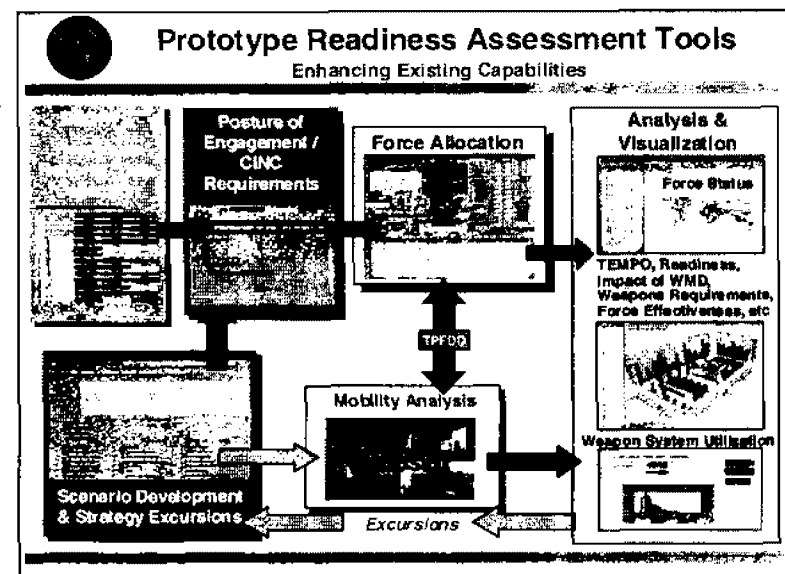 Prototype Readiness Assessment Tools
Enhancing Existing Capabilities
Posture of
Engagement /
CINC
Requirements
Force Allocation
Analysis &
Visualization
Force Status
TEMPO, Readiness,
Impact of WMD,
Weapons Requirements,
Force Effectiveness, etc
Mobility Analysis
Weapon System Utilization
Scenario Development
& Strategy Excursions
Excursions